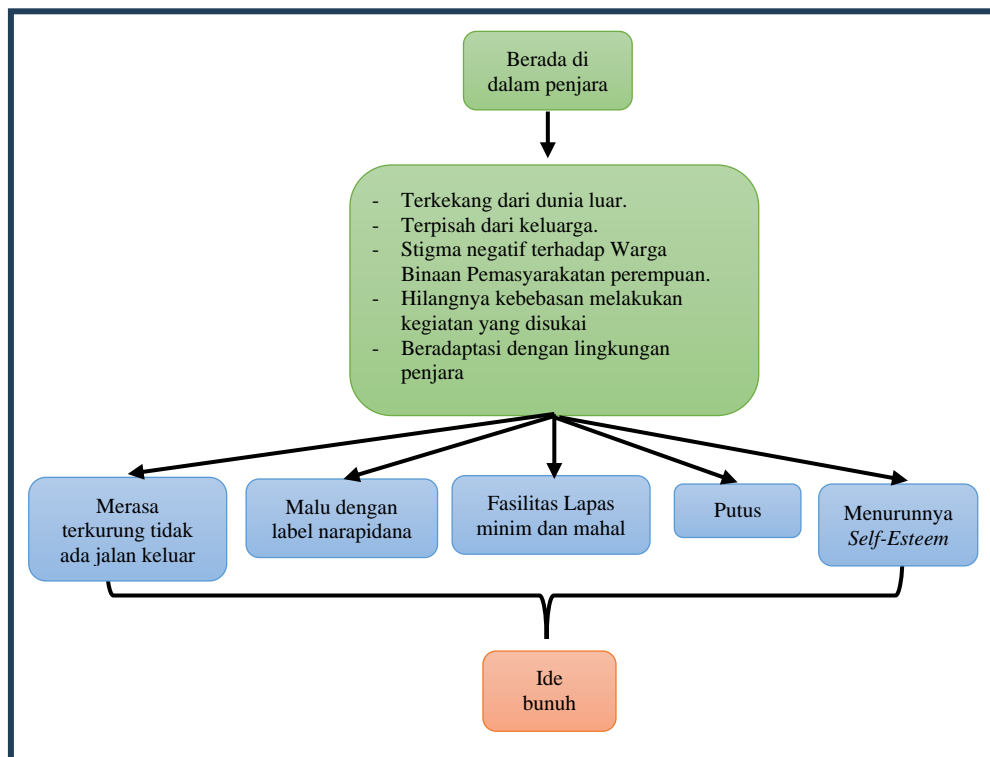 Berada di
dalam penjara
- Terkekang dari dunia luar.
- Terpisah dari keluarga.
- Stigma negatif terhadap Warga
Binaan Pemasyarakatan perempuan.
- Hilangnya kebebasan melakukan
kegiatan yang disukai
- Beradaptasi dengan lingkungan
penjara
Merasa
terkurung tidak
ada jalan keluar
Malu dengan
label narapidana
Fasilitas Lapas
minim dan mahal
Putus
Menurunnya
Self-Esteem
Ide
bunuh